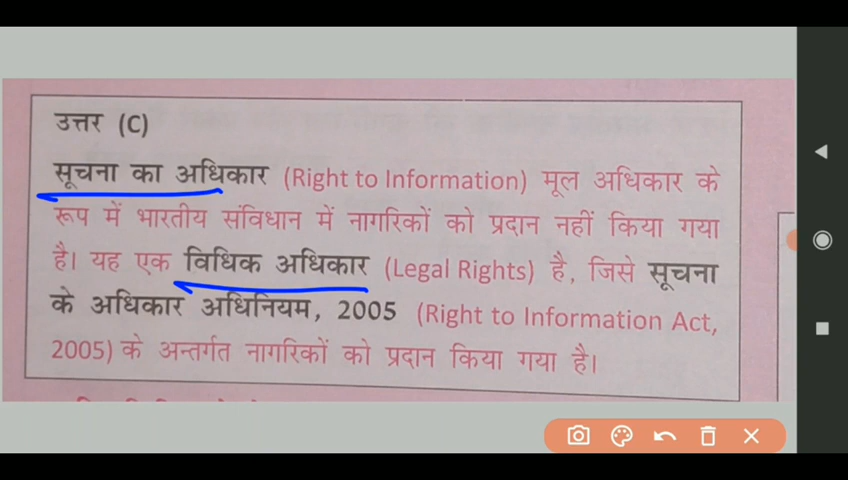 उत्तर (C)
सूचना का अधिकार (Right to Information) मूल अधिकार के
रूप में भारतीय संविधान में नागरिकों को प्रदान नहीं किया गया
है। यह एक विधिक अधिकार (Legal Rights) है, जिसे सूचना
के अधिकार अधिनियम, 2005 (Right to Information Act,
2005) के अन्तर्गत नागरिकों को प्रदान किया गया है।